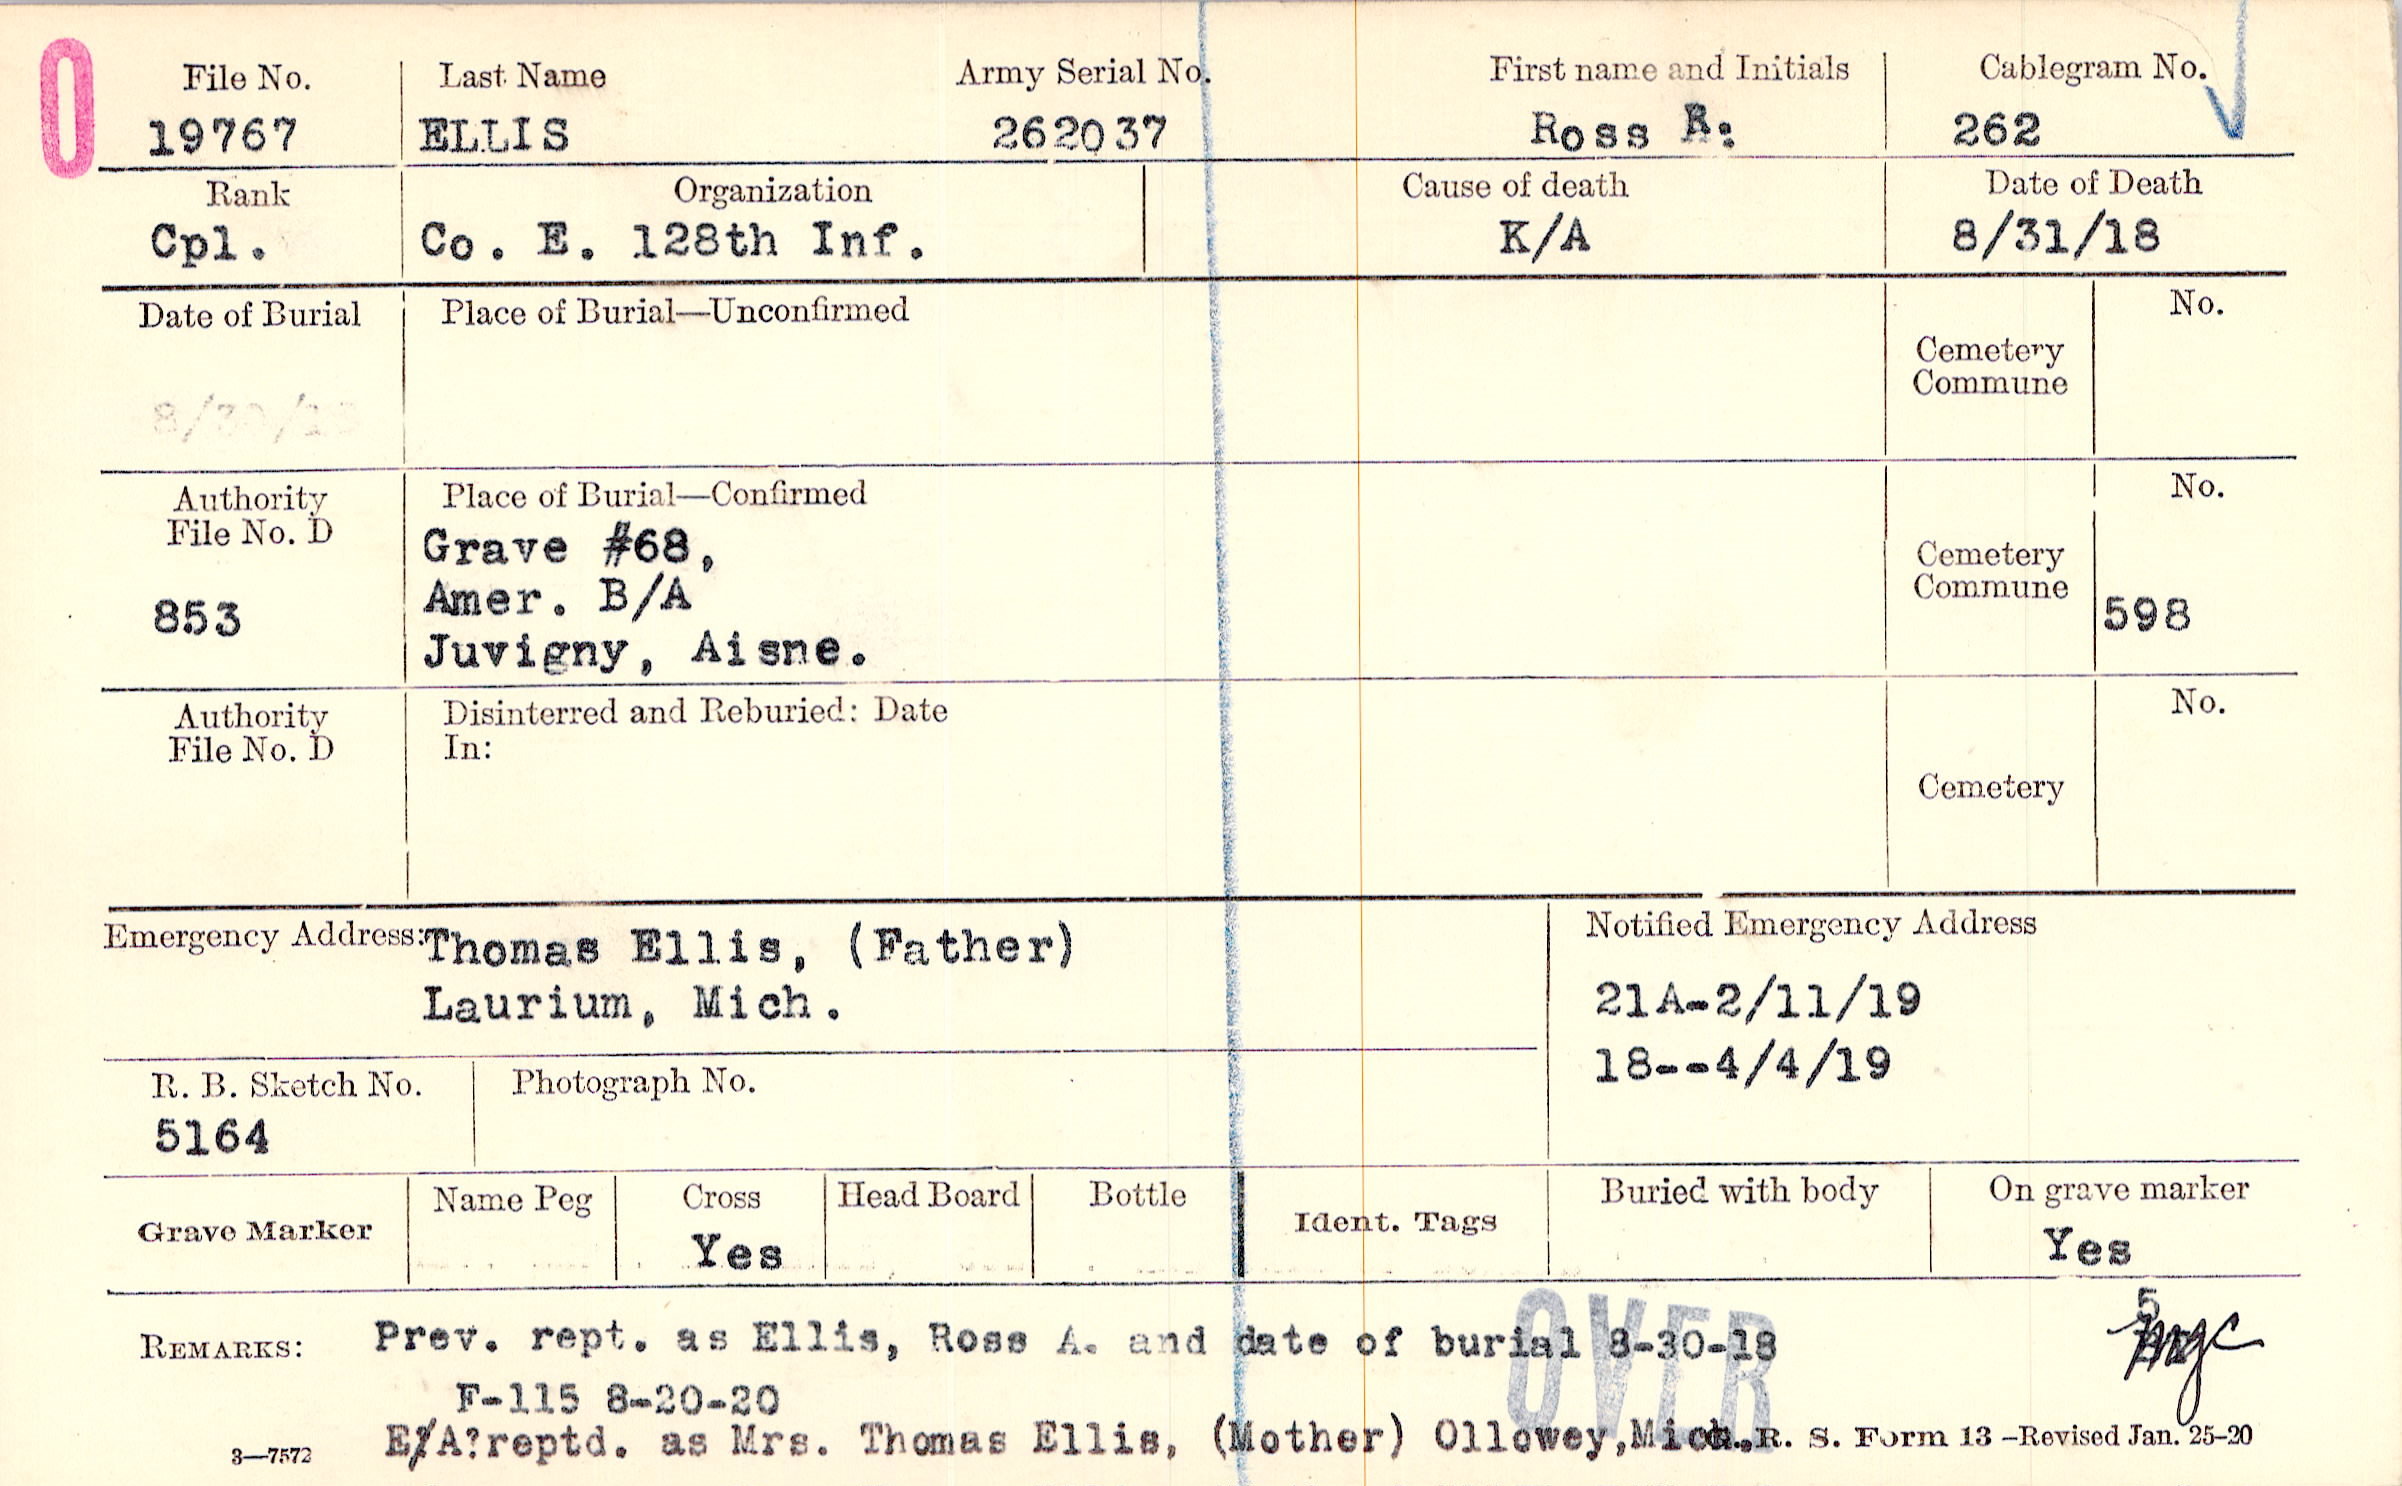 0
File No. Last Name Army Serial No. First name and Initials Cablegram No.
19767 ELLIS 262037 Ross R. 262
Rank Organization Cause of death Date of Death
Cpl. Co. E. 128th Inf. K/A 8/31/18
Date of Burial Place of Burial—Unconfirmed No.
Cemetery
Commune
Authority Place of Burial—Confirmed No.
File No. D
Grave #68,
Cemetery
Commune
853 Amer. B/A 598
Juvigny, Aisne.
Authority Disinterred and Reburied: Date No.
File No. D In:
Cemetery
Emergency Address: Thomas Ellis, (Father) Notified Emergency Address
Laurium, Mich. 21A-2/11/19
18--4/4/19
R. B. Sketch No. Photograph No.
5164
Grave Marker Name Peg Cross Head Board Bottle Ident. Tags Buried with body On grave marker
Yes Yes
5
OVER
REMARKS: Prev. rept. as Ellis, Ross A. and date of burial 8-30-18
F-115 8-20-20
E/A?reptd. as Mrs. Thomas Ellis, (Mother) Ollowey,Mich.
3—7572 R. S. Form 13 –Revised Jan. 25-20